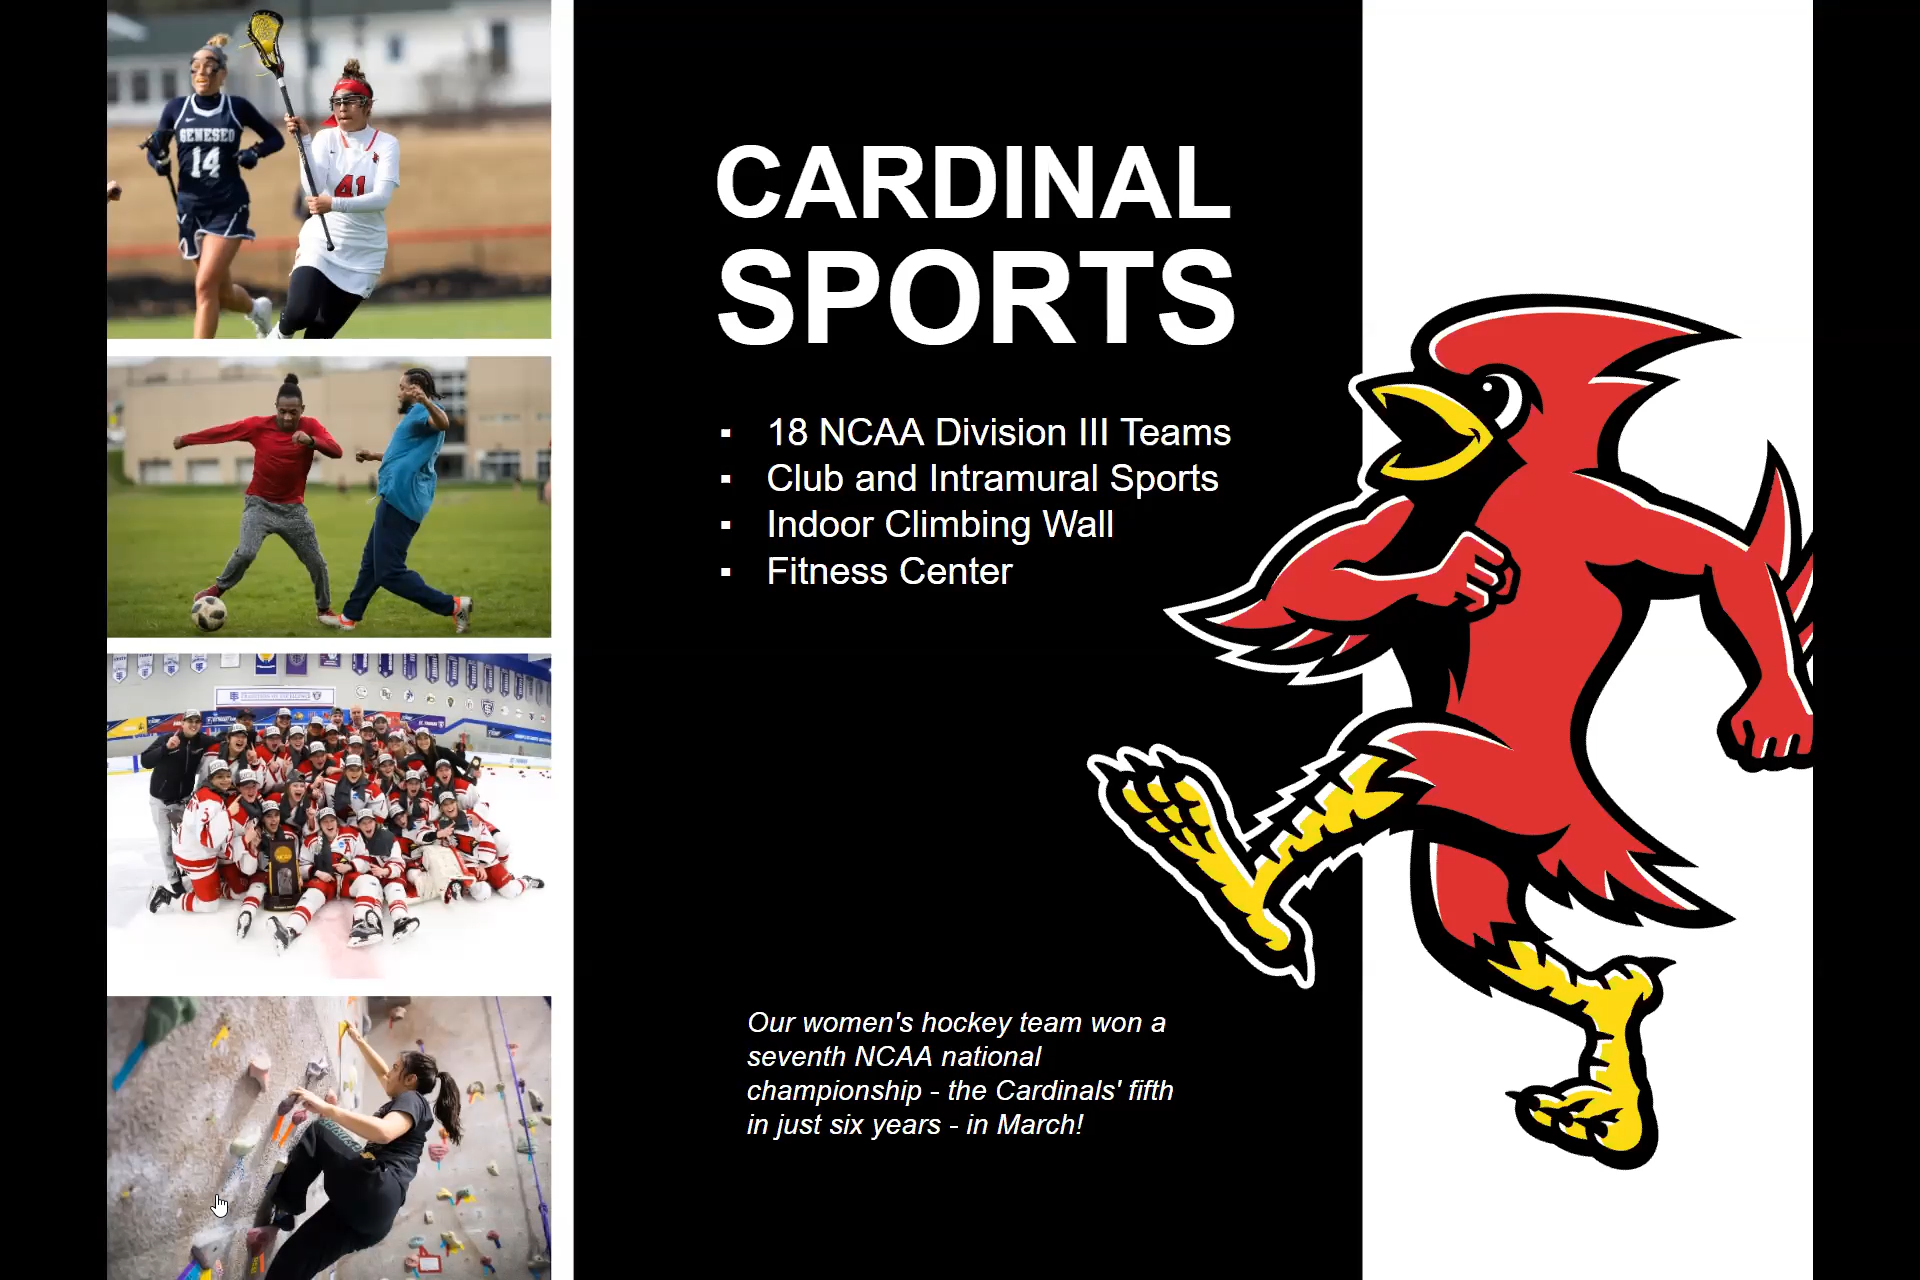 GENESEO
14
41
CARDINAL
SPORTS
▪ 18 NCAA Division III Teams
▪ Club and Intramural Sports
▪ Indoor Climbing Wall
▪ Fitness Center
Our women's hockey team won a
seventh NCAA national
championship - the Cardinals' fifth
in just six years - in March!